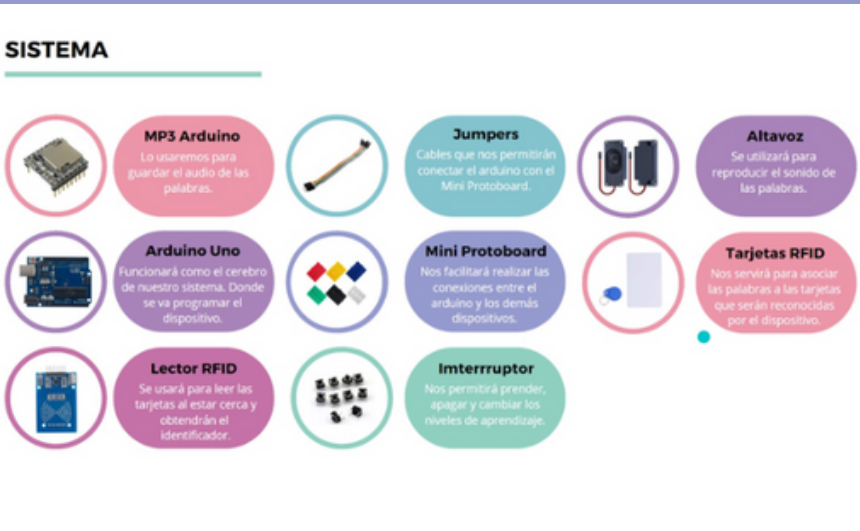 SISTEMA
MP3 Arduino
Lo usaremos para
guardar el audio de las
palabras.
Jumpers
Cables que nos permitirán
conectar el arduino con el
Mini Protoboard.
Altavoz
Se utilizará para
reproducir el sonido de
las palabras.
Arduino Uno
Funcionará como el cerebro
de nuestro sistema. Donde
se va programar el
dispositivo.
Mini Protoboard
Nos facilitará realizar las
conexiones entre el
arduino y los demás
dispositivos.
Tarjetas RFID
Nos servirá para asociar
las palabras a las tarjetas
que serán reconocidas
por el dispositivo.
Lector RFID
Se usará para leer las
tarjetas al estar cerca y
obtendrán el
identificador.
Imterrruptor
Nos permitirá prender,
apagar y cambiar los
niveles de aprendizaje.